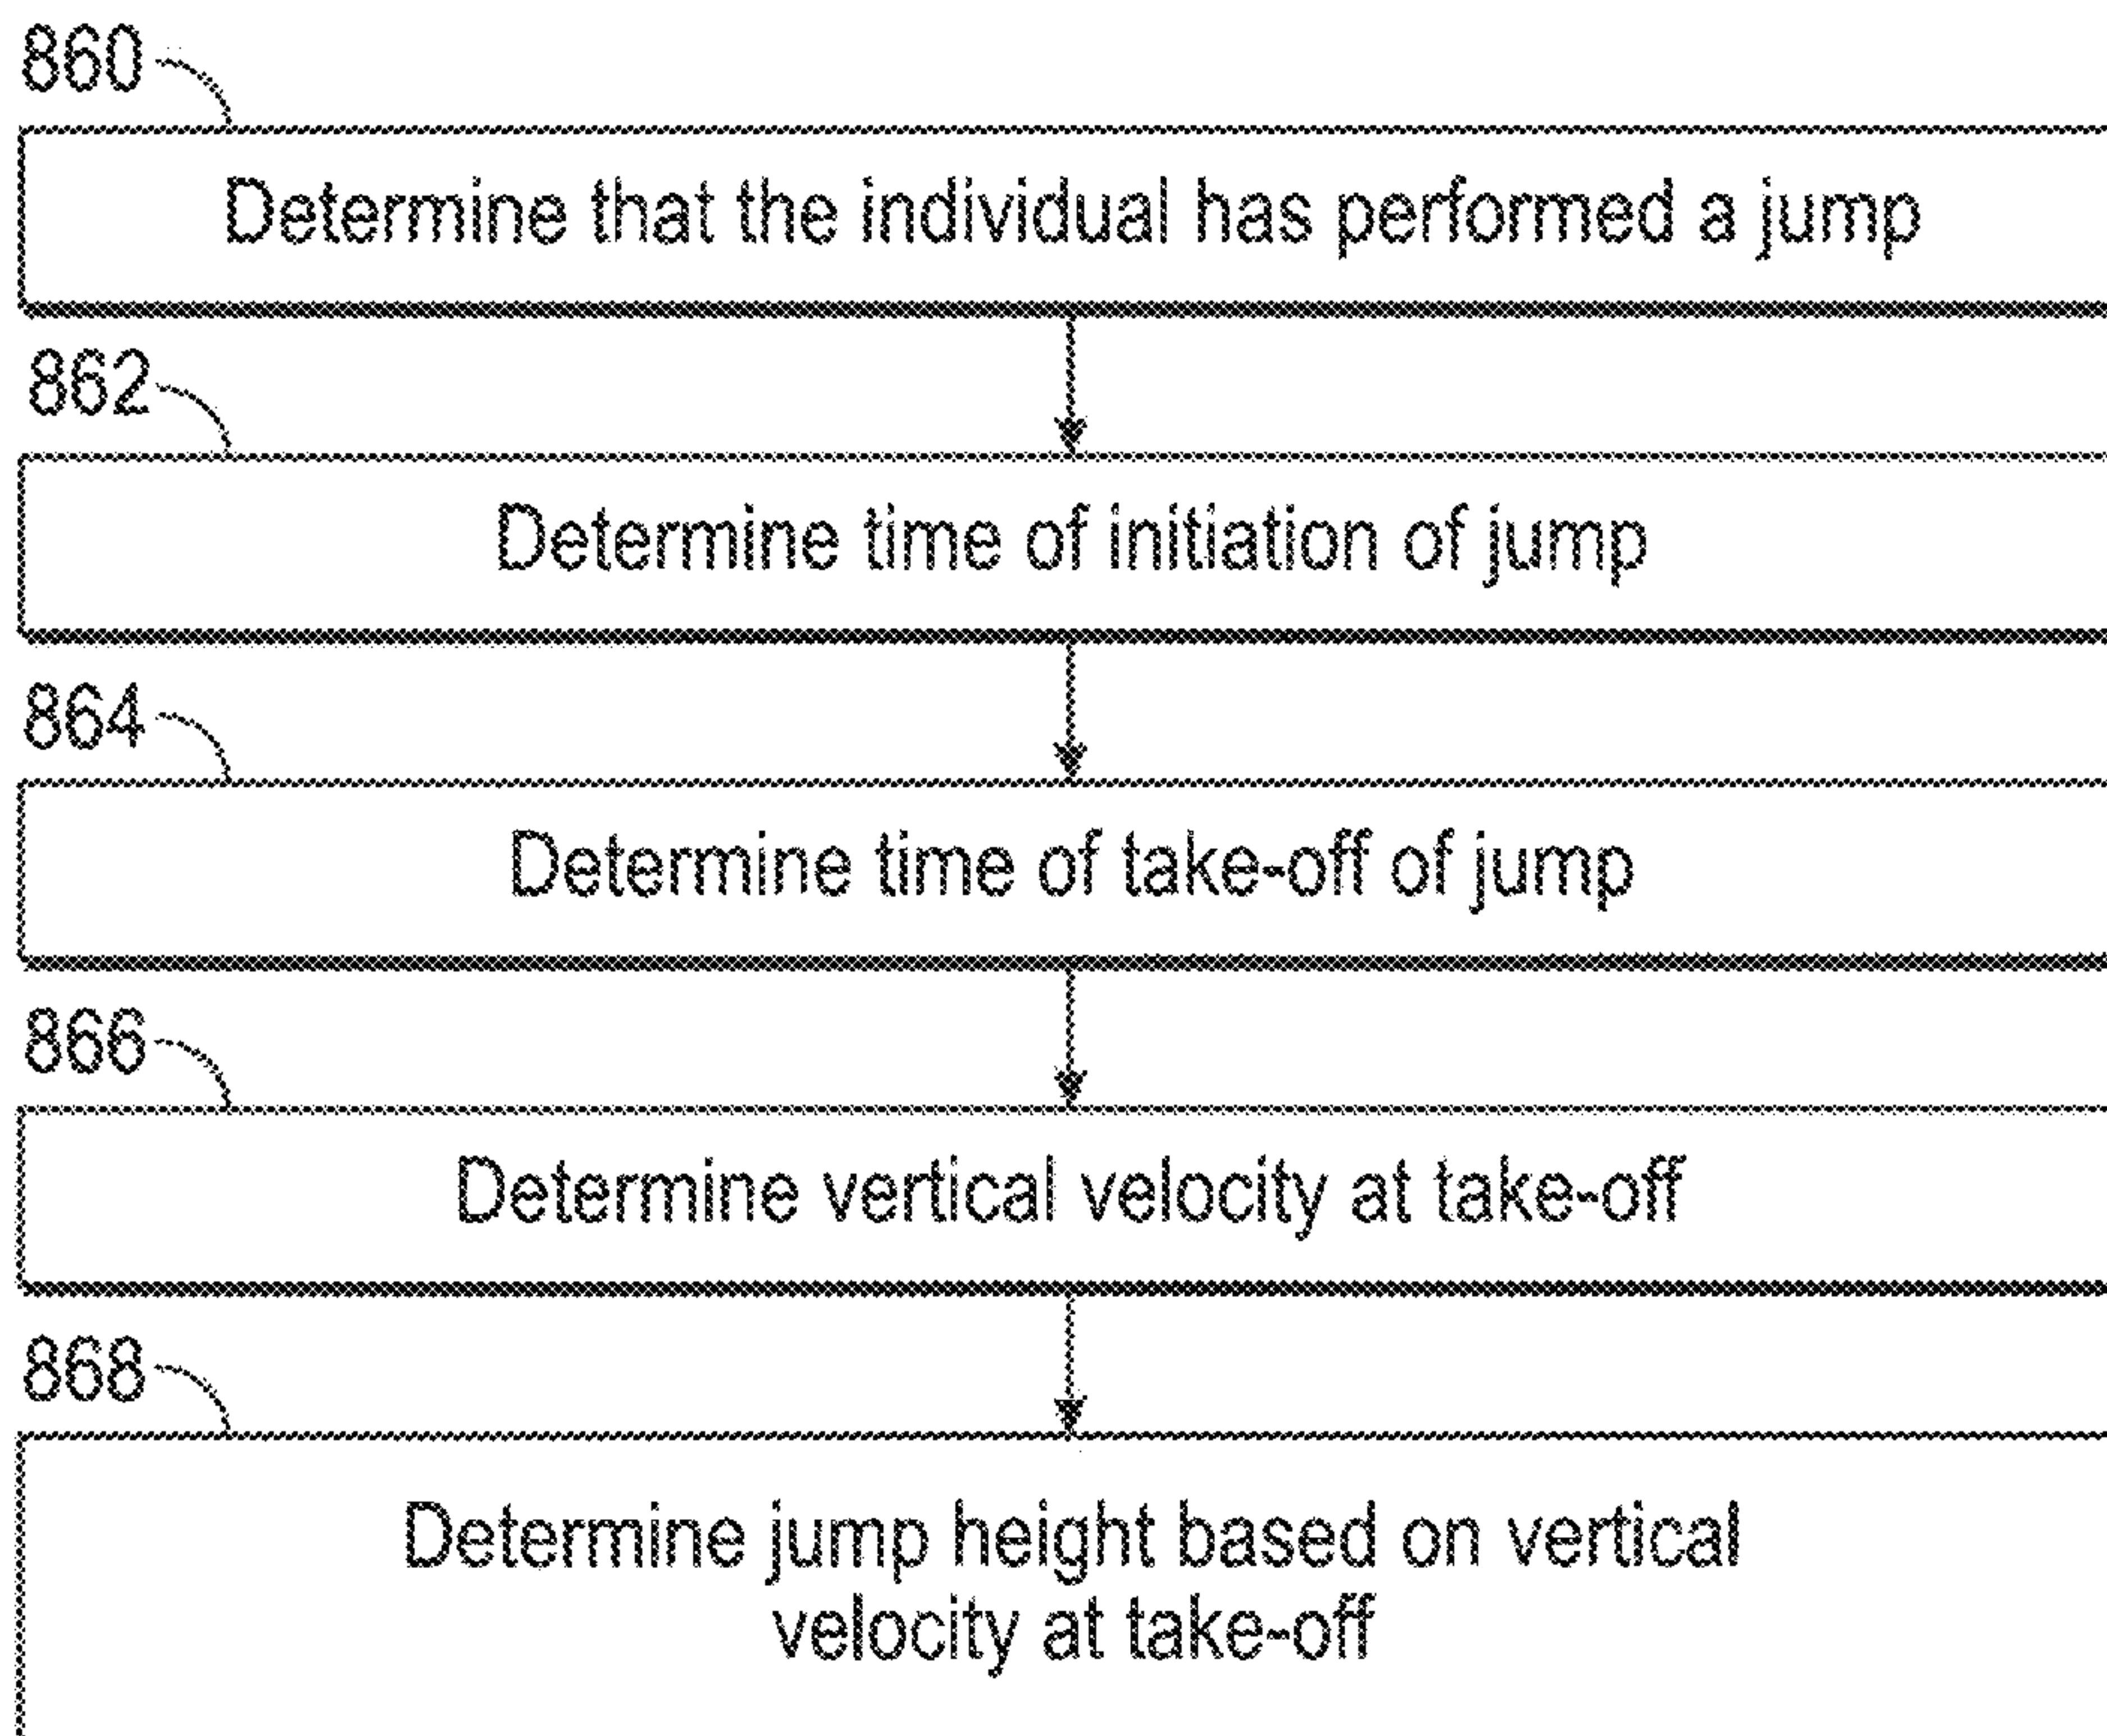 860
Determine that the individual has performed a jump
862
Determine time of initiation of jump
864
Determine time of take-off of jump
866
Determine vertical velocity at take-off
868
Determine jump height based on vertical
velocity at take-off